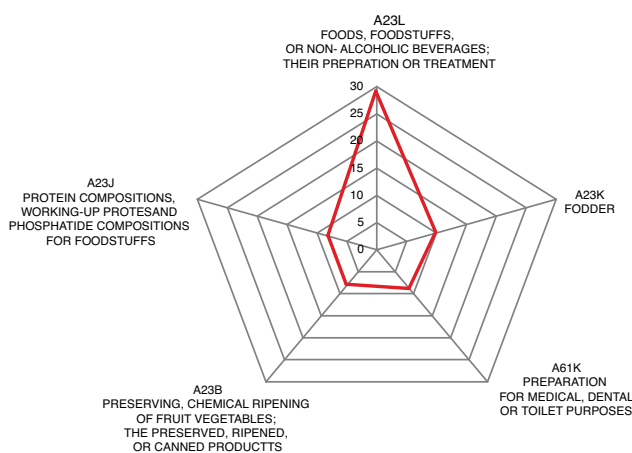 A23L
FOODS, FOODSTUFFS,
OR NON- ALCOHOLIC BEVERAGES;
THEIR PREPRATION OR TREATMENT
30
25
20
15
10
5
0
A23J
PROTEIN COMPOSITIONS,
WORKING-UP PROTESAND
PHOSPHATIDE COMPOSITIONS
FOR FOODSTUFFS
A23K
FODDER
A61K
PREPARATION
FOR MEDICAL, DENTAL
OR TOILET PURPOSES
A23B
PRESERVING, CHEMICAL RIPENING
OF FRUIT VEGETABLES;
THE PRESERVED, RIPENED,
OR CANNED PRODUCTTS